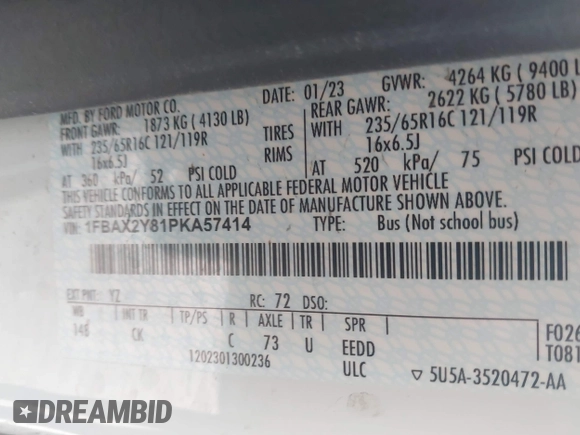 MFD. BY FORD MOTOR CO. DATE: 01/23 GVWR: 4264 KG ( 9400 L
FRONT GAWR: 1873 KG ( 4130 LB) REAR GAWR: 2622 KG ( 5780 LB)
WITH 235/65R16C 121/119R TIRES WITH 235/65R16C 121/119R
16x6.5J RIMS 16x6.5J
AT 360 kPa/ 52 PSI COLD AT 520 kPa/ 75 PSI COLD
THIS VEHICLE CONFORMS TO ALL APPLICABLE FEDERAL MOTOR VEHICLE
SAFETY STANDARDS IN EFFECT ON THE DATE OF MANUFACTURE SHOWN ABOVE.
VIN: 1FBAX2Y81PKA57414 TYPE: Bus (Not school bus)
EXT PNT: YZ RC: 72 DSO:
WB INT TR TP/PS R AXLE TR SPR F026
148 CK C 73 U EEDD T081
1202301300236 ULC ▽ 5U5A-3520472-AA
DREAMBID
CAR AUCTION EXPERTS